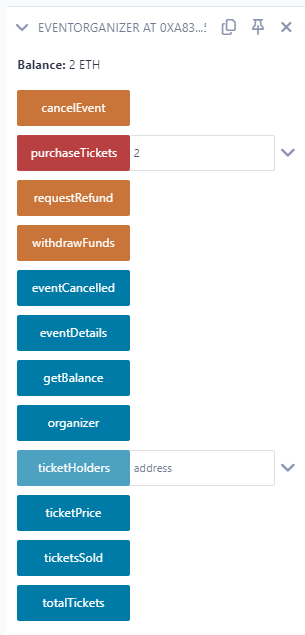 EVENTORGANIZER AT 0XA83...5
Balance: 2 ETH
cancelEvent
purchaseTickets 2
requestRefund
withdrawFunds
eventCancelled
eventDetails
getBalance
organizer
ticketHolders address
ticketPrice
ticketsSold
totalTickets